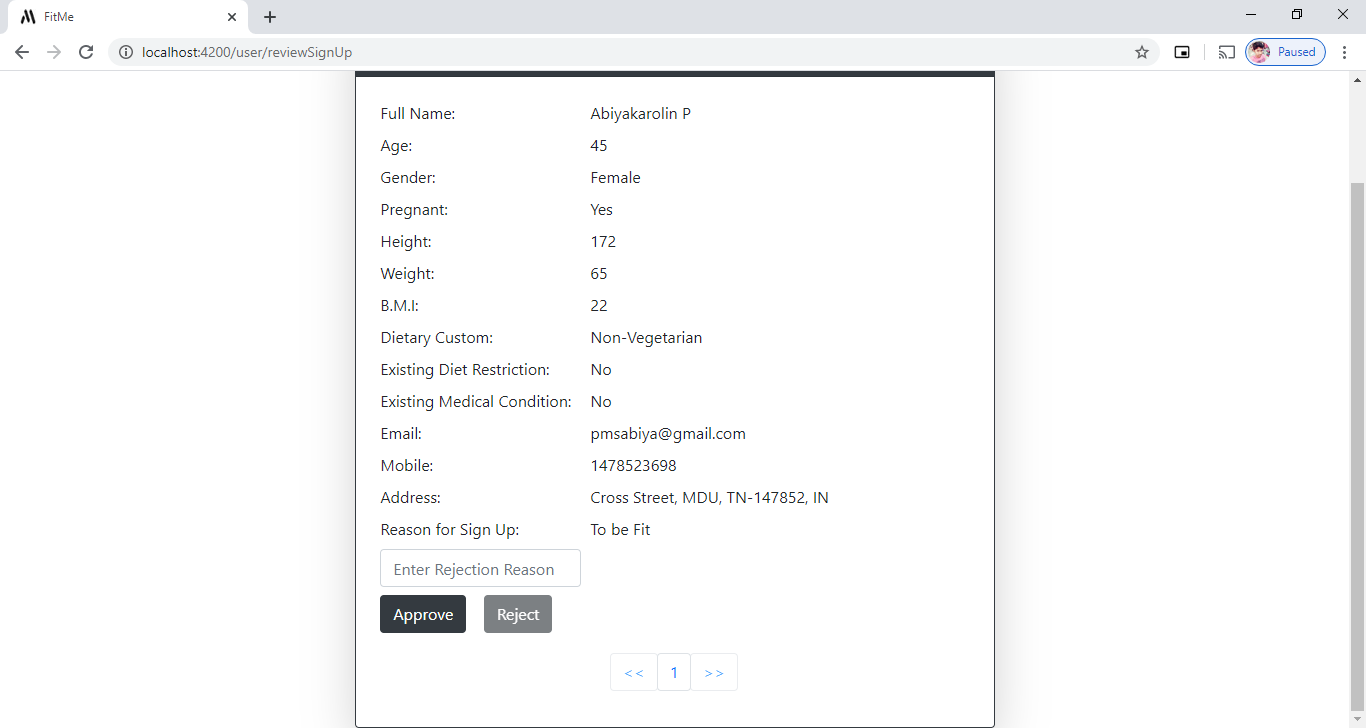 FitMe
localhost:4200/user/reviewSignUp
Paused
Full Name: Abiyakarolin P
Age: 45
Gender: Female
Pregnant: Yes
Height: 172
Weight: 65
B.M.I: 22
Dietary Custom: Non-Vegetarian
Existing Diet Restriction: No
Existing Medical Condition: No
Email: pmsabiya@gmail.com
Mobile: 1478523698
Address: Cross Street, MDU, TN-147852, IN
Reason for Sign Up: To be Fit
Enter Rejection Reason
Approve Reject
<< 1 >>